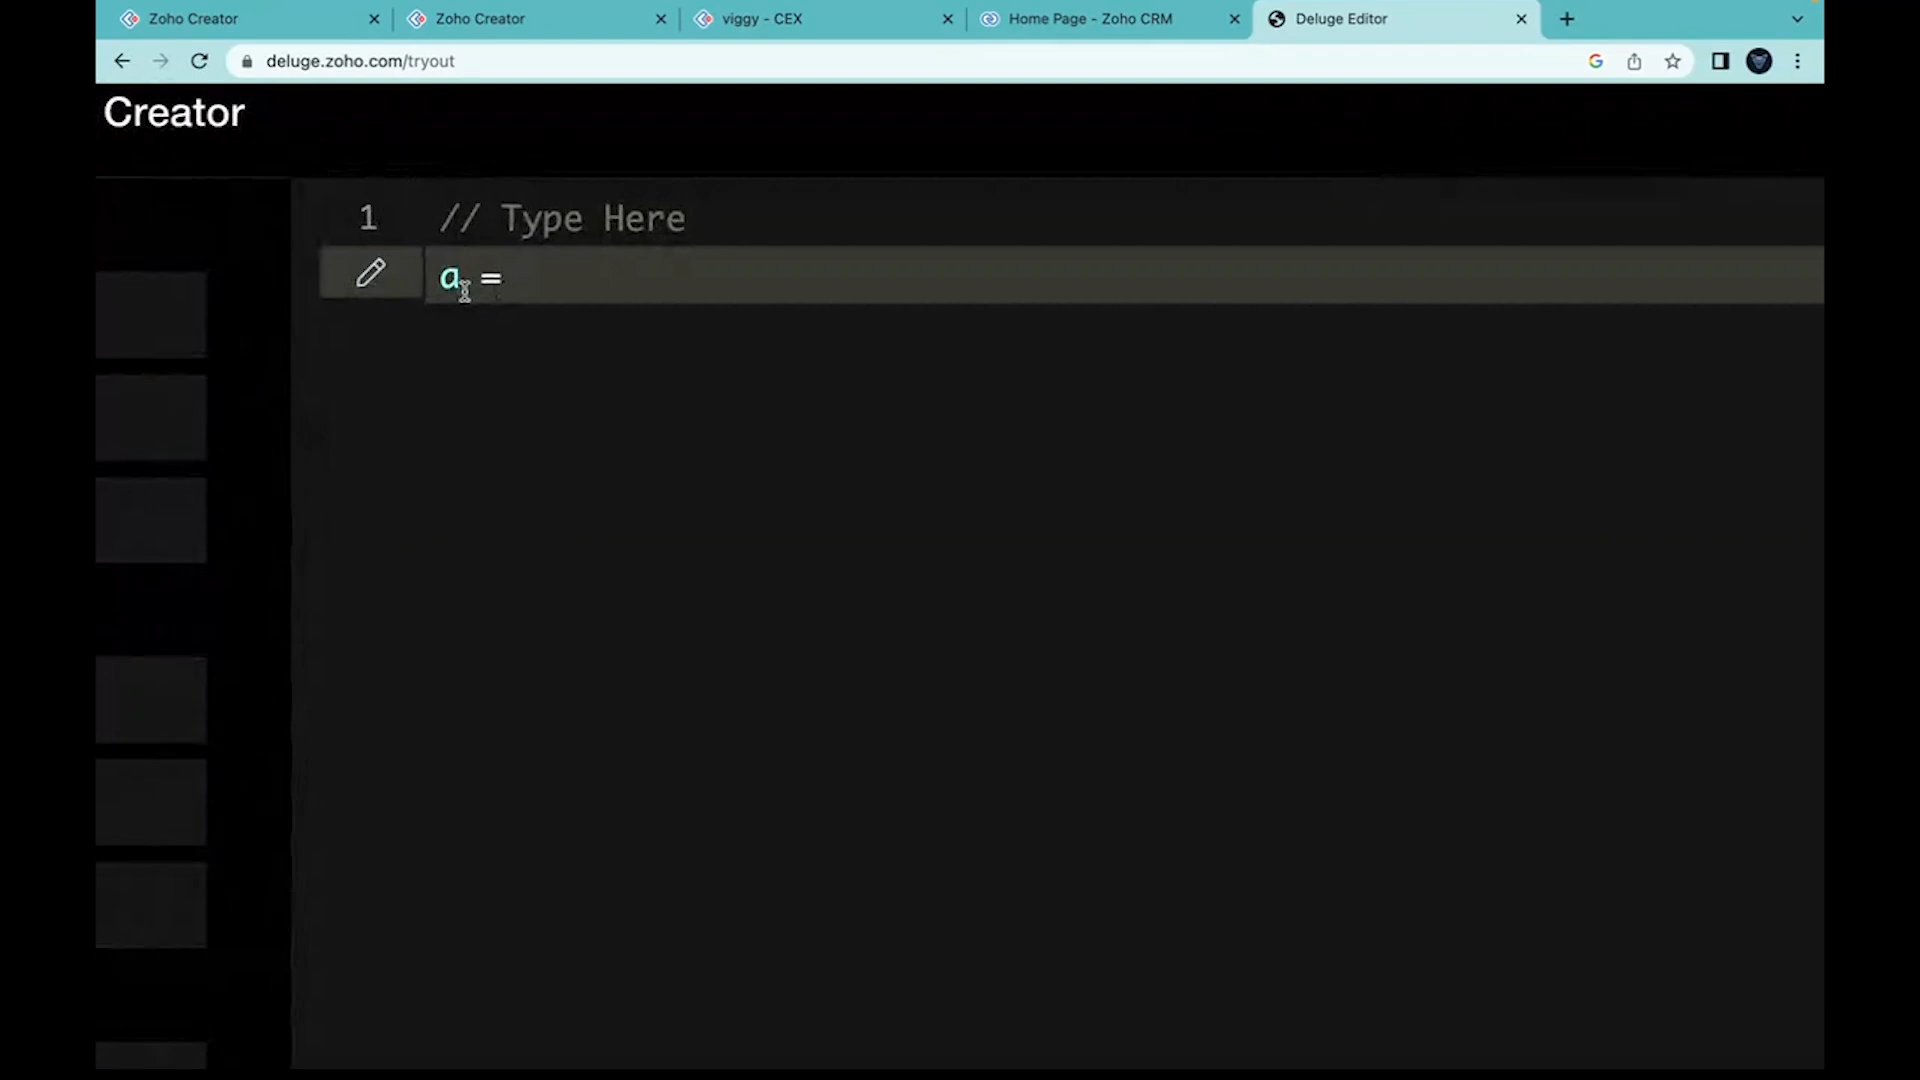 Zoho Creator
Zoho Creator
viggy - CEX
Home Page - Zoho CRM
Deluge Editor
deluge.zoho.com/tryout
Creator
1 // Type Here
a =